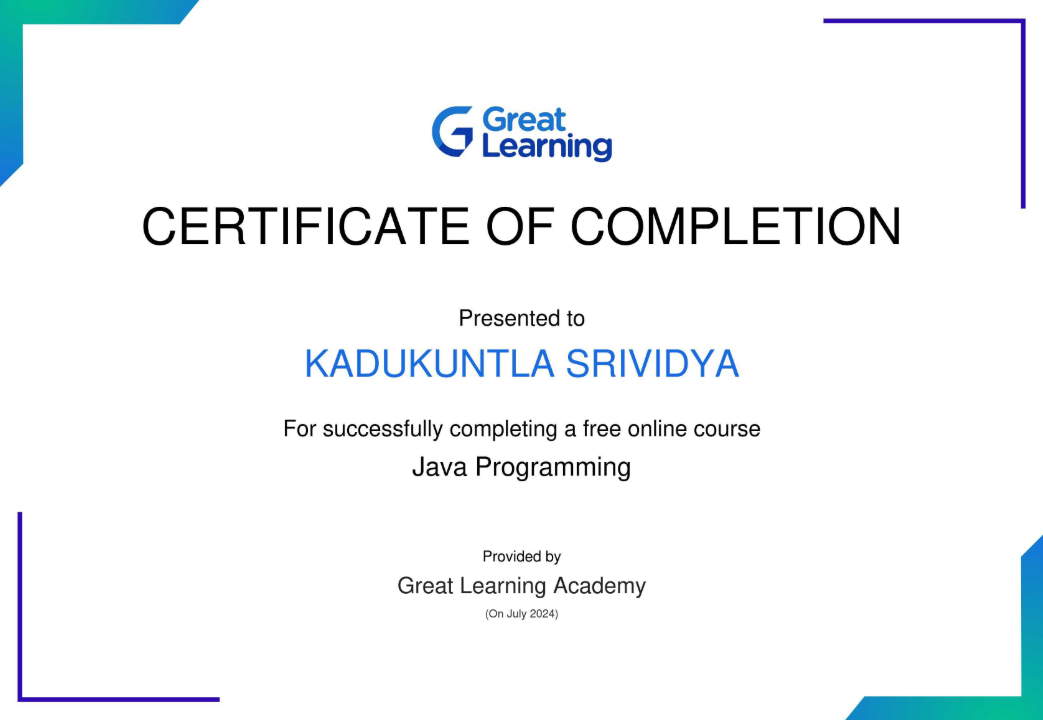 Great
Learning
CERTIFICATE OF COMPLETION
Presented to
KADUKUNTLA SRIVIDYA
For successfully completing a free online course
Java Programming
Provided by
Great Learning Academy
(On July 2024)